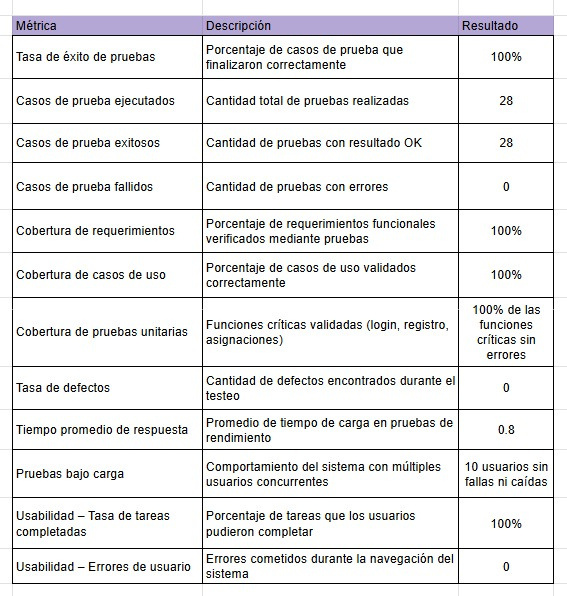 Métrica Descripción Resultado
Tasa de éxito de pruebas
Porcentaje de casos de prueba que
finalizaron correctamente
100%
Casos de prueba ejecutados Cantidad total de pruebas realizadas 28
Casos de prueba exitosos Cantidad de pruebas con resultado OK 28
Casos de prueba fallidos Cantidad de pruebas con errores 0
Cobertura de requerimientos
Porcentaje de requerimientos funcionales
verificados mediante pruebas
100%
Cobertura de casos de uso
Porcentaje de casos de uso validados
correctamente
100%
Cobertura de pruebas unitarias
Funciones críticas validadas (login, registro,
asignaciones)
100% de las
funciones
críticas sin
errores
Tasa de defectos
Cantidad de defectos encontrados durante el
testeo
0
Tiempo promedio de respuesta
Promedio de tiempo de carga en pruebas de
rendimiento
0.8
Pruebas bajo carga
Comportamiento del sistema con múltiples
usuarios concurrentes
10 usuarios sin
fallas ni caídas
Usabilidad – Tasa de tareas
completadas
Porcentaje de tareas que los usuarios
pudieron completar
100%
Usabilidad – Errores de usuario
Errores cometidos durante la navegación del
sistema
0